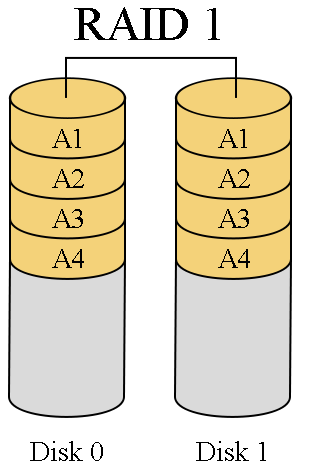 RAID 1
A1 A1
A2 A2
A3 A3
A4 A4
Disk 0 Disk 1